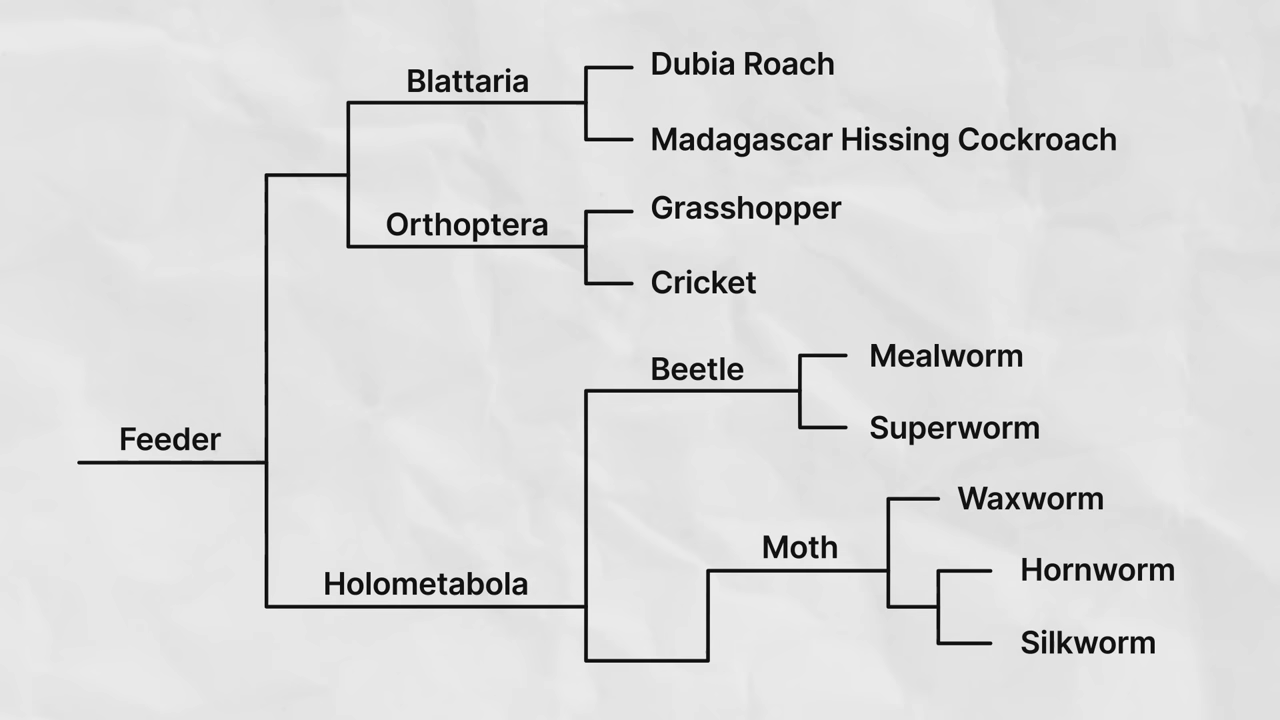 Blattaria
Dubia Roach
Madagascar Hissing Cockroach
Orthoptera
Grasshopper
Cricket
Feeder
Beetle
Mealworm
Superworm
Holometabola
Moth
Waxworm
Hornworm
Silkworm